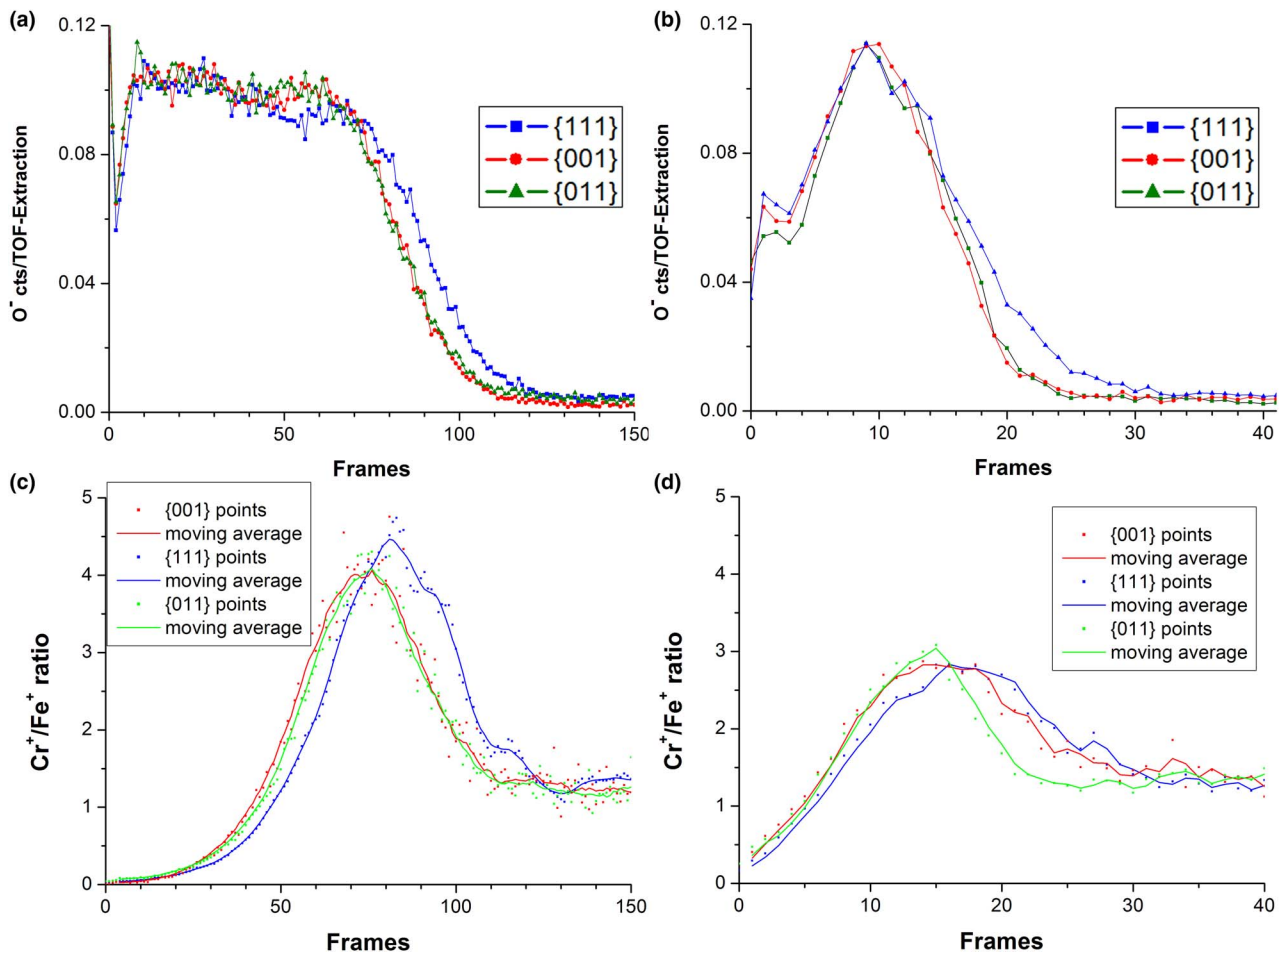 (a)
0.12
0.08
0.04
0.00
O⁻ cts/TOF-Extraction
{111}
{001}
{011}
0 50 100 150
Frames
(b)
0.12
0.08
0.04
0.00
O⁻ cts/TOF-Extraction
{111}
{001}
{011}
0 10 20 30 40
Frames
(c)
5
4
3
2
1
0
Cr⁺/Fe⁺ ratio
{001} points
moving average
{111} points
moving average
{011} points
moving average
0 50 100 150
Frames
(d)
5
4
3
2
1
0
Cr⁺/Fe⁺ ratio
{001} points
moving average
{111} points
moving average
{011} points
moving average
0 10 20 30 40
Frames